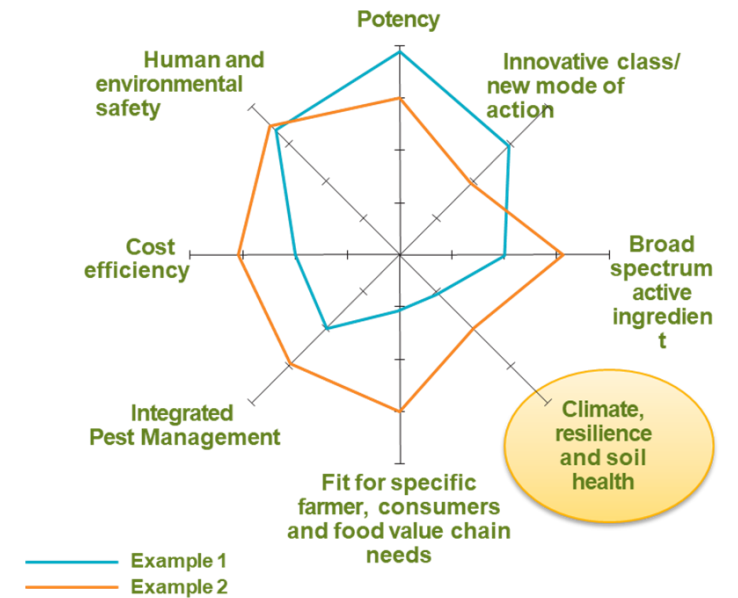 Potency
Human and
environmental
safety
Innovative class/
new mode of
action
Cost
efficiency
Broad
spectrum
active
ingredien
t
Integrated
Pest Management
Climate,
resilience
and soil
health
Fit for specific
farmer, consumers
and food value chain
needs
Example 1
Example 2